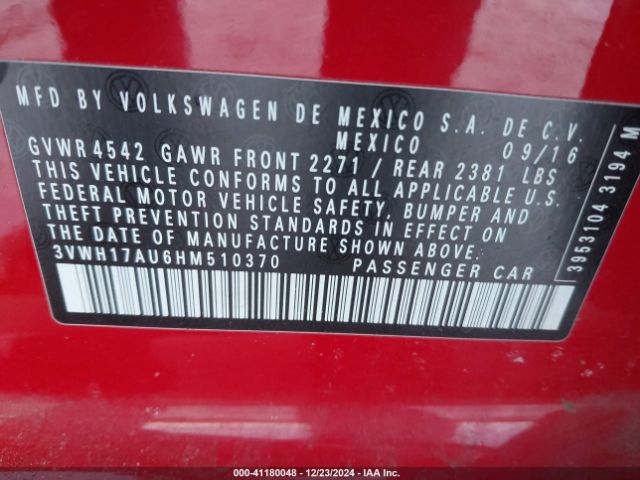 MFD BY VOLKSWAGEN DE MEXICO S.A. DE C.V.
MEXICO 09/16
GVWR 4542 GAWR FRONT 2271 / REAR 2381 LBS
THIS VEHICLE CONFORMS TO ALL APPLICABLE U.S.
FEDERAL MOTOR VEHICLE SAFETY, BUMPER AND
THEFT PREVENTION STANDARDS IN EFFECT ON
THE DATE OF MANUFACTURE SHOWN ABOVE.
3VWH17AU6HM510370 PASSENGER CAR
3953104 3194 M
000-41180048 - 12/23/2024 - IAA Inc.